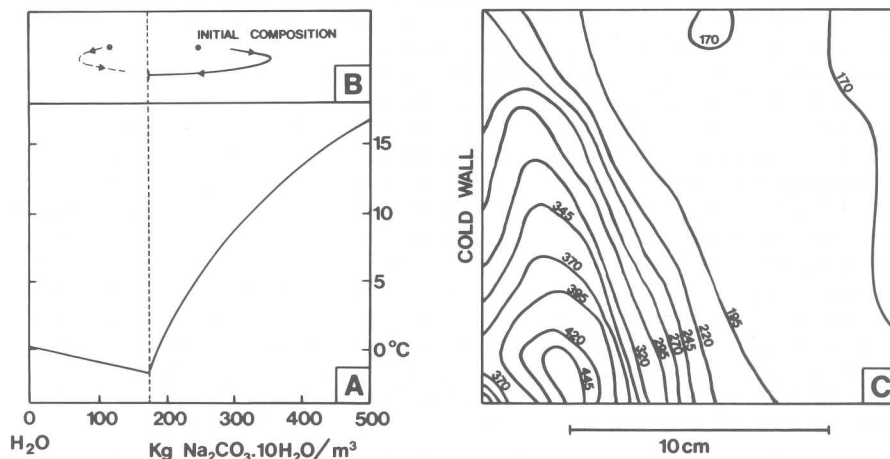 INITIAL COMPOSITION
B
15
10
5
0 °C
A
0 100 200 300 400 500
H₂O Kg Na₂CO₃.10H₂O/m³
COLD WALL
170
170
345
370
395
420
445
370
320
295
270
245
220
195
C
10cm